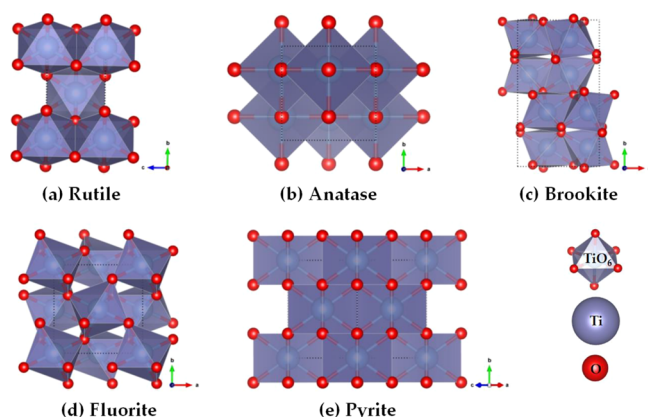 b
c
(a) Rutile
b
a
(b) Anatase
b
a
(c) Brookite
TiO₆
Ti
O
b
a
(d) Fluorite
b
c
a
(e) Pyrite